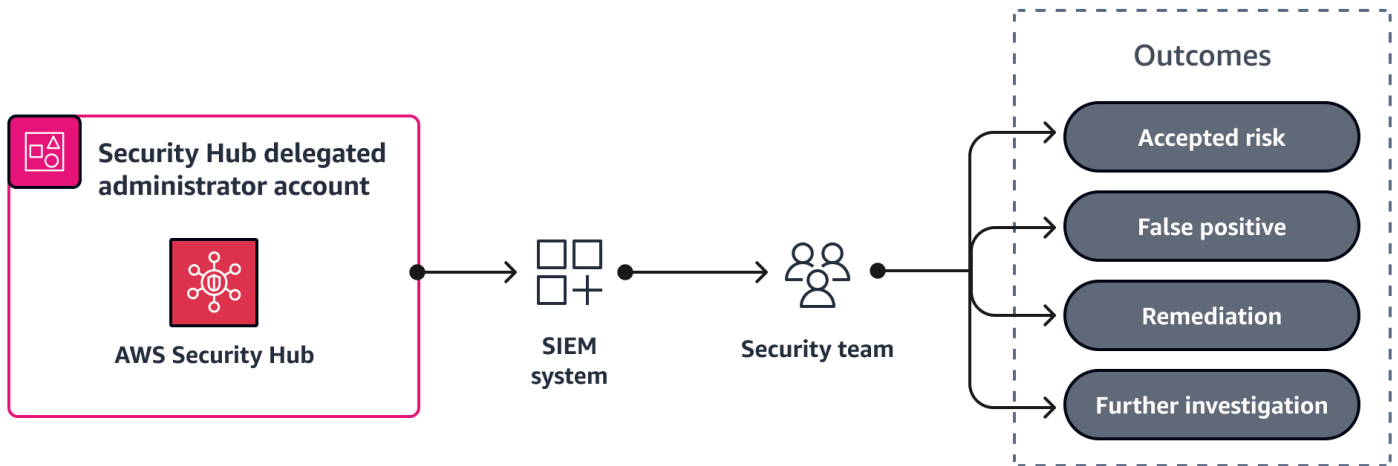 Outcomes
Security Hub delegated
administrator account
AWS Security Hub
SIEM
system
Security team
Accepted risk
False positive
Remediation
Further investigation